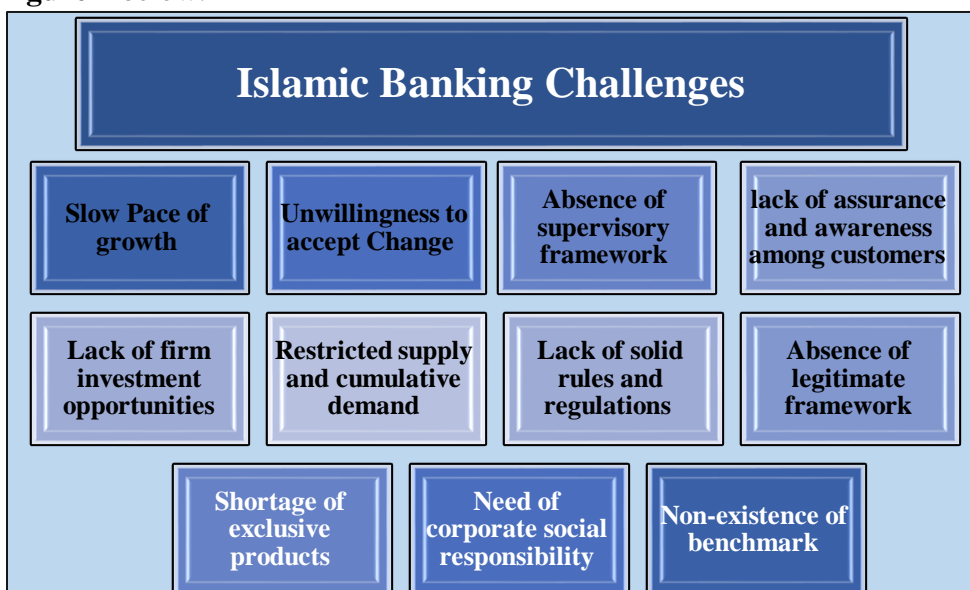 Islamic Banking Challenges
Slow Pace of
growth
Unwillingness to
accept Change
Absence of
supervisory
framework
lack of assurance
and awareness
among customers
Lack of firm
investment
opportunities
Restricted supply
and cumulative
demand
Lack of solid
rules and
regulations
Absence of
legitimate
framework
Shortage of
exclusive
products
Need of
corporate social
responsibility
Non-existence of
benchmark